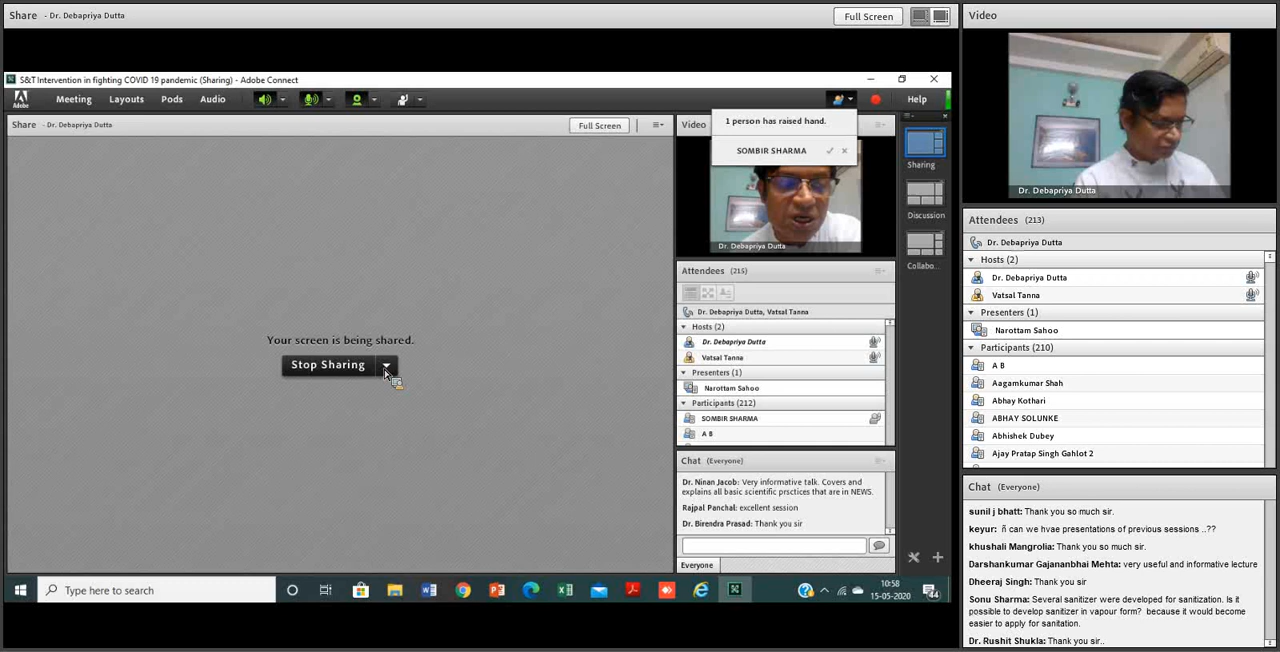 Share - Dr. Debapriya Dutta
Full Screen
S&T Intervention in fighting COVID 19 pandemic (Sharing) - Adobe Connect
Adobe
Meeting
Layouts
Pods
Audio
Help
Share - Dr. Debapriya Dutta
Full Screen
Your screen is being shared.
Stop Sharing
Video
1 person has raised hand.
SOMBIR SHARMA
Dr. Debapriya Dutta
Attendees (215)
Dr. Debapriya Dutta, Vatsal Tanna
Hosts (2)
Dr. Debapriya Dutta
Vatsal Tanna
Presenters (1)
Narottam Sahoo
Participants (212)
SOMBIR SHARMA
A B
Chat (Everyone)
Dr. Ninan Jacob: Very informative talk. Covers and
explains all basic scientific prsctices that are in NEWS.
Rajpal Panchal: excellent session
Dr. Birendra Prasad: Thank you sir
Everyone
Sharing
Discussion
Collabo...
Type here to search
10:58
15-05-2020
44
Video
Dr. Debapriya Dutta
Attendees (213)
Dr. Debapriya Dutta
Hosts (2)
Dr. Debapriya Dutta
Vatsal Tanna
Presenters (1)
Narottam Sahoo
Participants (210)
A B
Aagamkumar Shah
Abhay Kothari
ABHAY SOLUNKE
Abhishek Dubey
Ajay Pratap Singh Gahlot 2
Chat (Everyone)
sunil j bhatt: Thank you so much sir.
keyur: ñ can we hvae presentations of previous sessions ..??
khushali Mangrolia: Thank you so much sir.
Darshankumar Gajananbhai Mehta: very useful and informative lecture
Dheeraj Singh: Thank you sir
Sonu Sharma: Several sanitizer were developed for sanitization. Is it
possible to develop sanitizer in vapour form? because it would become
easier to apply for sanitation.
Dr. Rushit Shukla: Thank you sir..